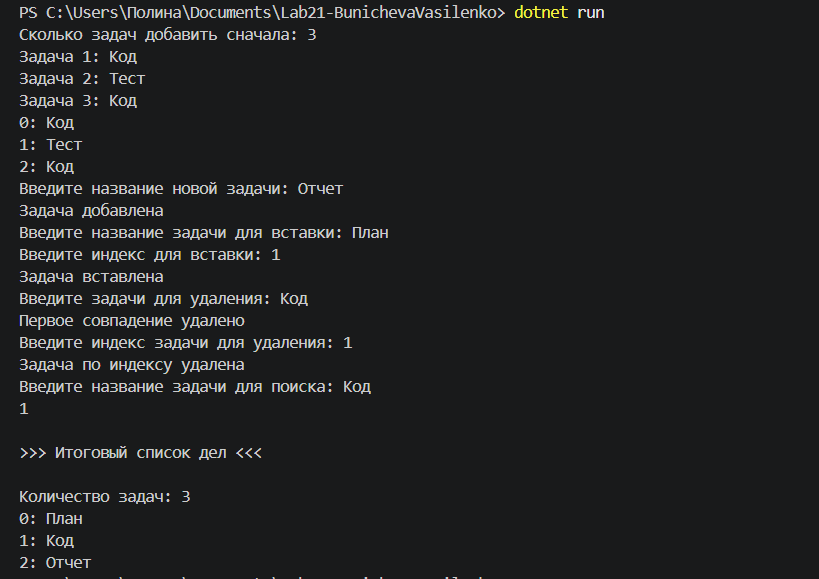 PS C:\Users\Полина\Documents\Lab21-BunichevaVasilenko> dotnet run
Сколько задач добавить сначала: 3
Задача 1: Код
Задача 2: Тест
Задача 3: Код
0: Код
1: Тест
2: Код
Введите название новой задачи: Отчет
Задача добавлена
Введите название задачи для вставки: План
Введите индекс для вставки: 1
Задача вставлена
Введите задачи для удаления: Код
Первое совпадение удалено
Введите индекс задачи для удаления: 1
Задача по индексу удалена
Введите название задачи для поиска: Код
1
>>> Итоговый список дел <<<
Количество задач: 3
0: План
1: Код
2: Отчет